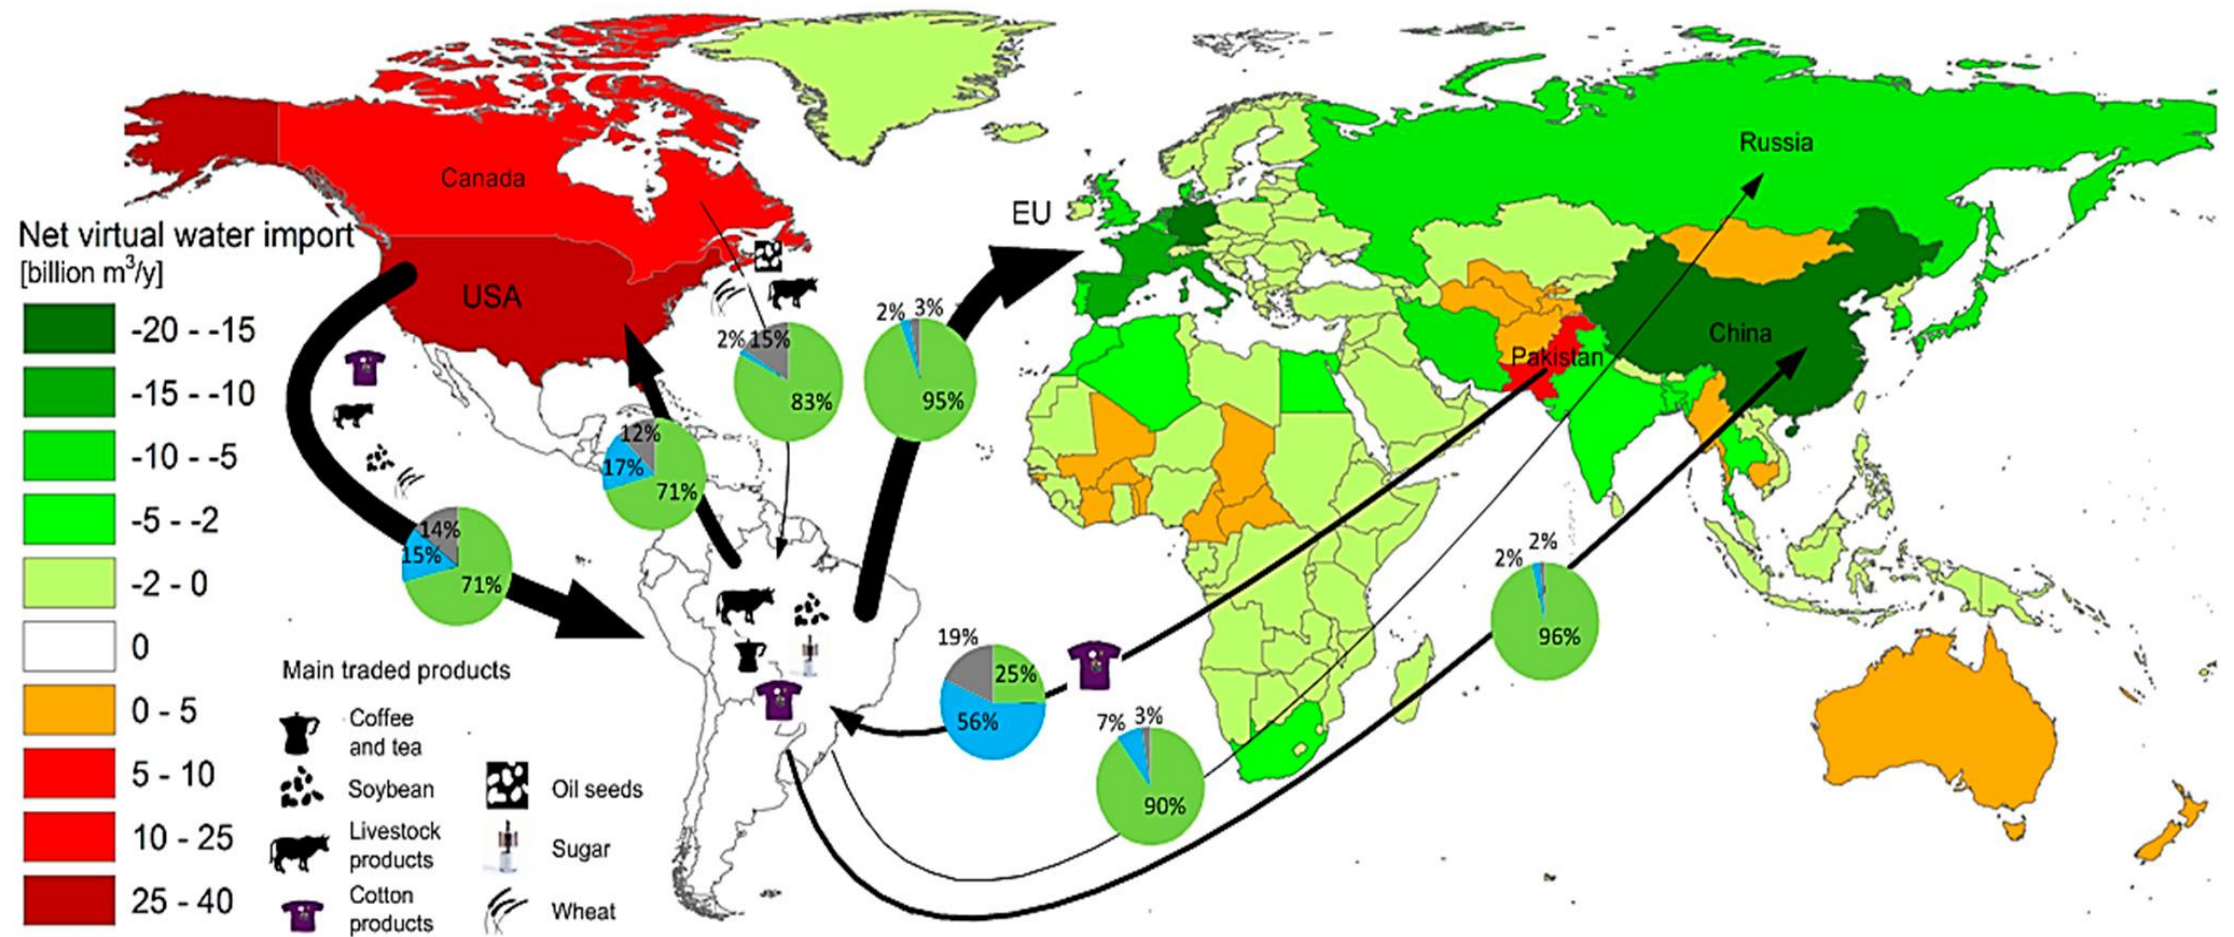 Russia
Canada
EU
Net virtual water import
[billion m³/y]
USA
China
Pakistan
-20 - -15
-15 - -10
-10 - -5
-5 - -2
-2 - 0
0
0 - 5
5 - 10
10 - 25
25 - 40
2% 15%
83%
2% 3%
95%
12%
17%
71%
14%
15%
71%
2% 2%
96%
19%
25%
56%
7% 3%
90%
Main traded products
Coffee
and tea
Soybean
Livestock
products
Cotton
products
Oil seeds
Sugar
Wheat